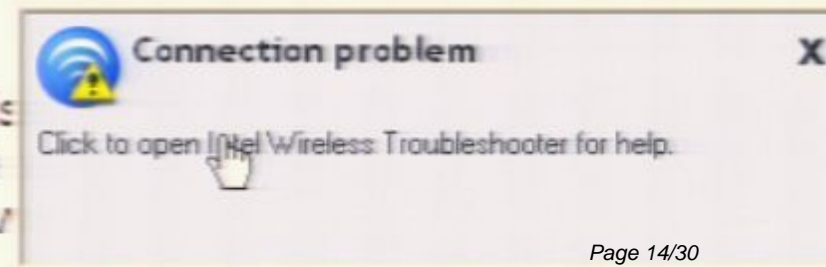 Connection problem
X
Click to open Intel Wireless Troubleshooter for help.
Page 14/30